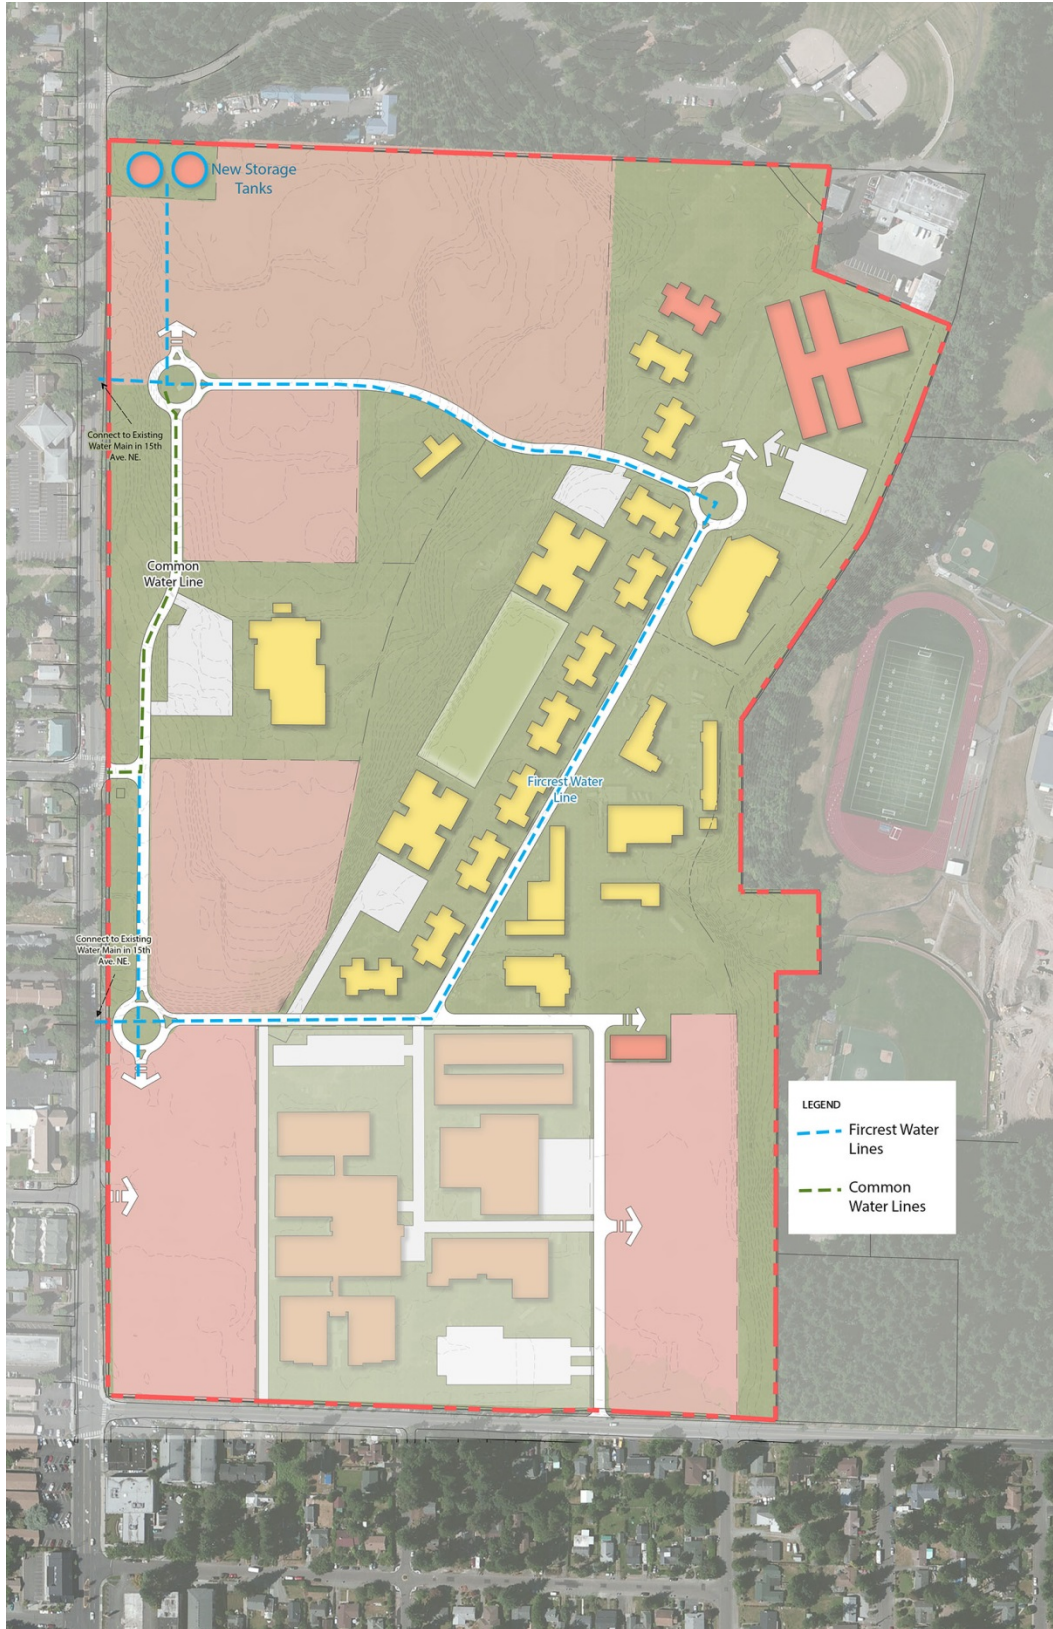 New Storage
Tanks
Connect to Existing
Water Main in 15th
Ave. NE.
Common
Water Line
Fircrest Water
Line
Connect to Existing
Water Main in 15th
Ave. NE.
LEGEND
Fircrest Water
Lines
Common
Water Lines